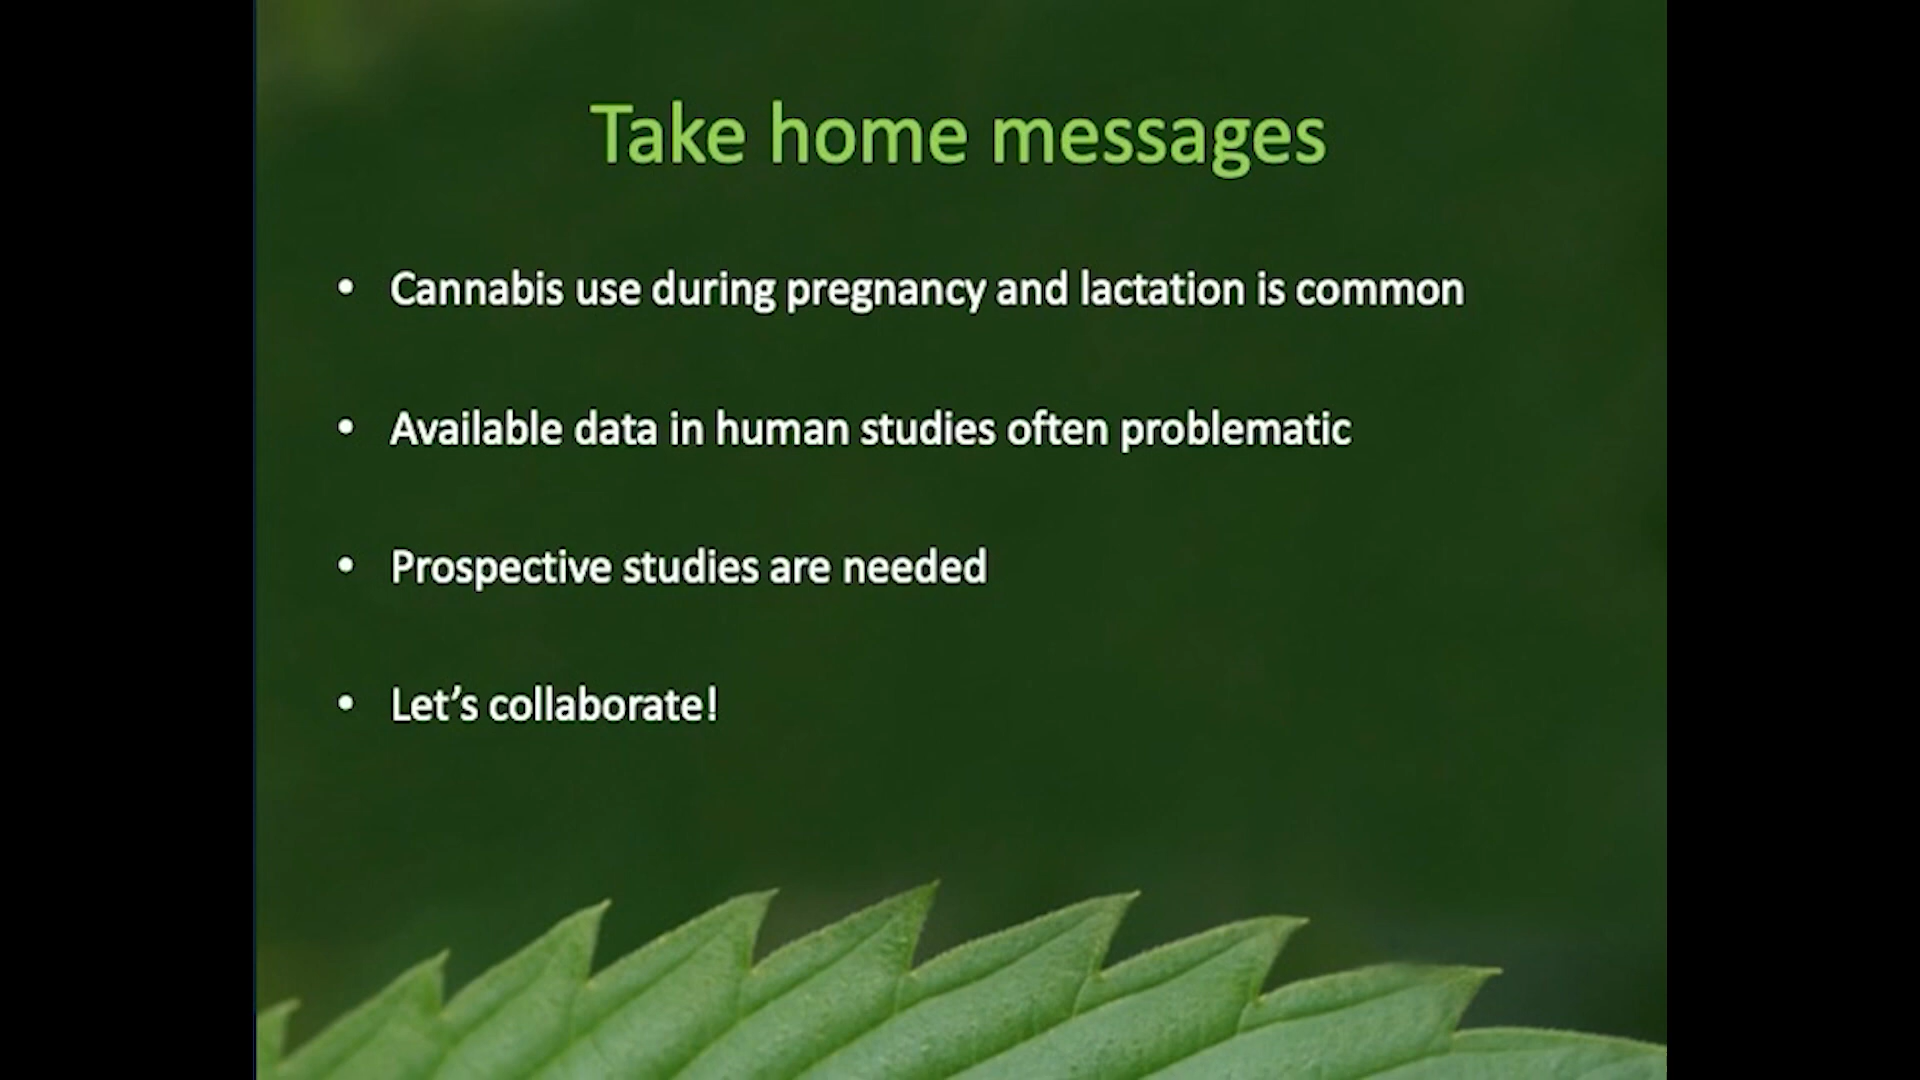 Take home messages
• Cannabis use during pregnancy and lactation is common
• Available data in human studies often problematic
• Prospective studies are needed
• Let’s collaborate!